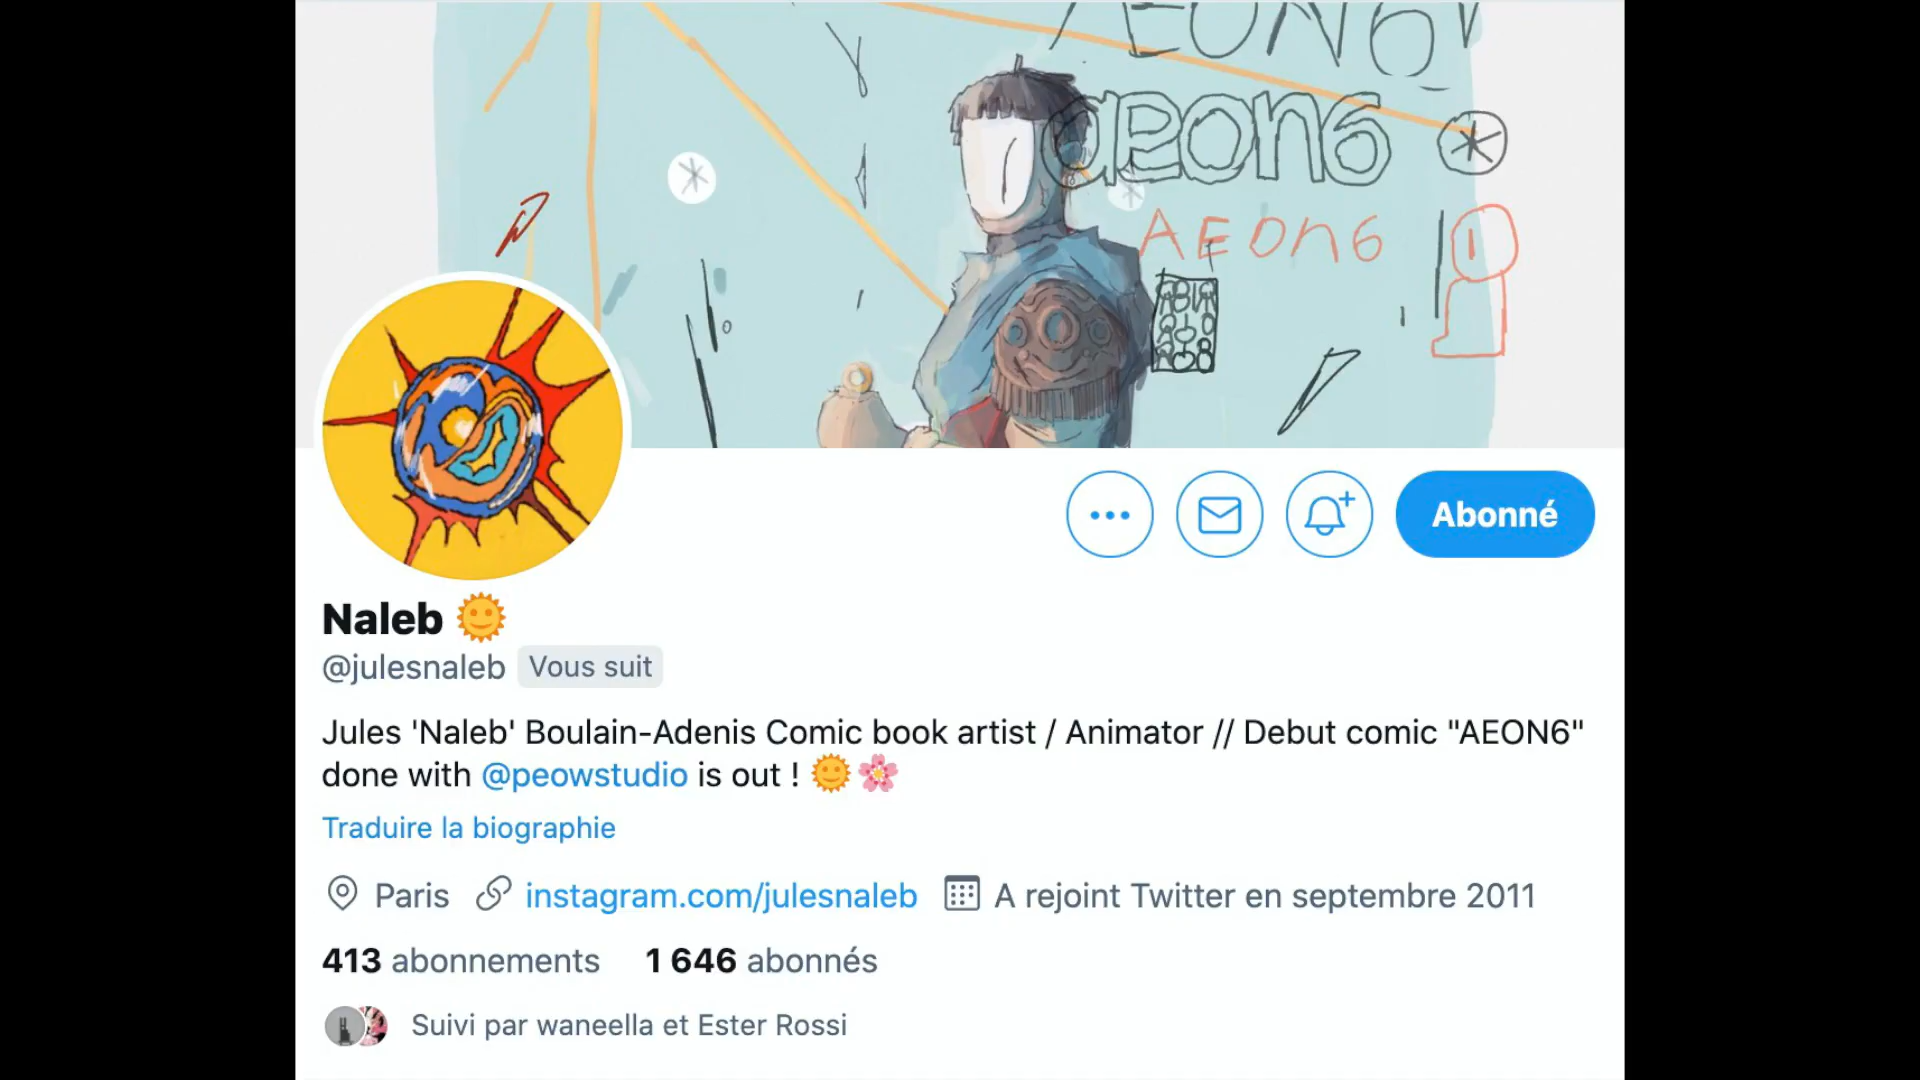 AEON6
aeon6
AEON6
Abonné
Naleb
@julesnaleb Vous suit
Jules 'Naleb' Boulain-Adenis Comic book artist / Animator // Debut comic "AEON6"
done with @peowstudio is out ! 🌞🌸
Traduire la biographie
Paris instagram.com/julesnaleb A rejoint Twitter en septembre 2011
413 abonnements 1 646 abonnés
Suivi par waneella et Ester Rossi